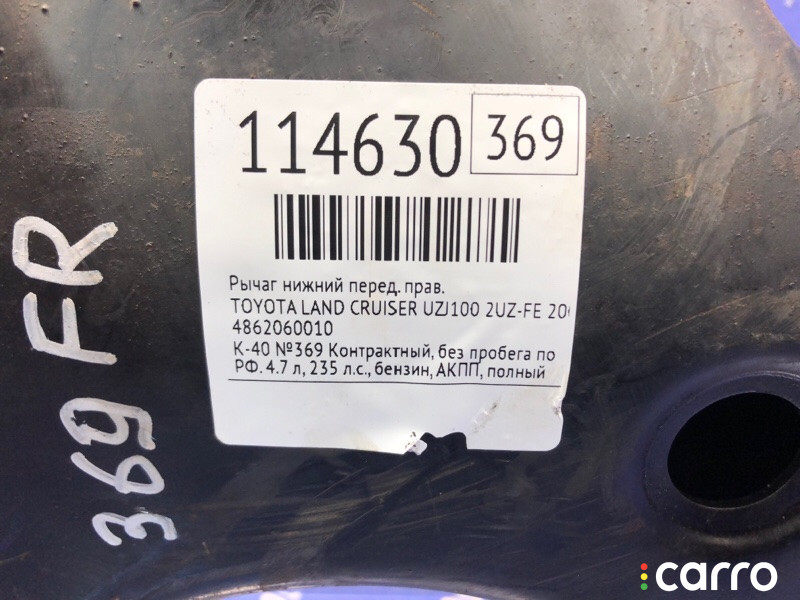 114630 369
Рычаг нижний перед. прав.
TOYOTA LAND CRUISER UZJ100 2UZ-FE
4862060010
К-40 №369 Контрактный, без пробега по
РФ. 4.7 л, 235 л.с., бензин, АКПП, полный
369 FR
carro